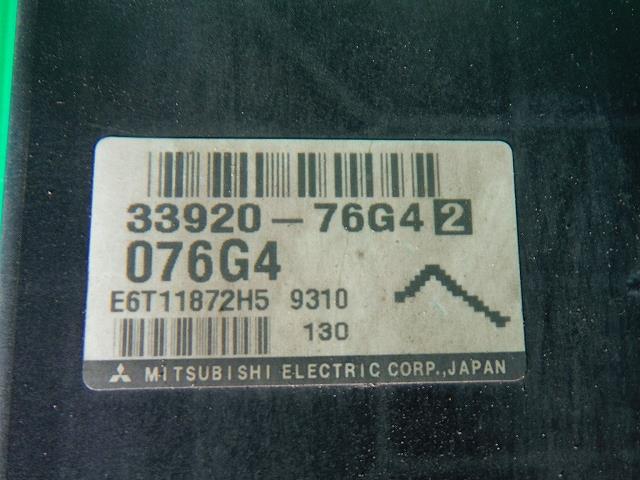 33920-76G4 2
076G4
E6T11872H5 9310
130
MITSUBISHI ELECTRIC CORP., JAPAN